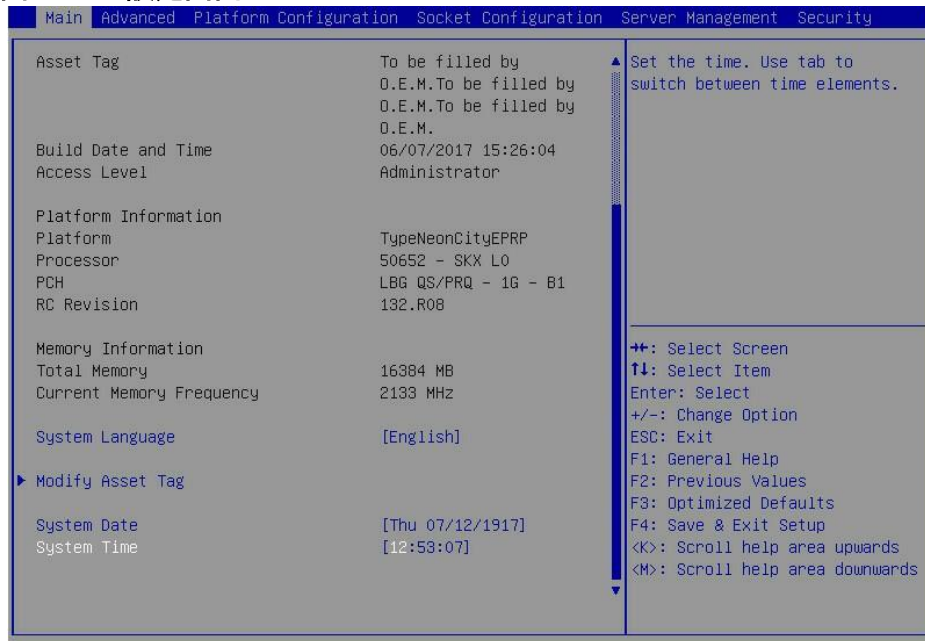 Main Advanced Platform Configuration Socket Configuration Server Management Security
Asset Tag To be filled by
O.E.M.To be filled by
O.E.M.To be filled by
O.E.M.
Build Date and Time 06/07/2017 15:26:04
Access Level Administrator
Platform Information
Platform TypeNeonCityEPRP
Processor 50652 - SKX L0
PCH LBG QS/PRQ - 1G - B1
RC Revision 132.R08
Memory Information
Total Memory 16384 MB
Current Memory Frequency 2133 MHz
System Language [English]
Modify Asset Tag
System Date [Thu 07/12/1917]
System Time [12:53:07]
Set the time. Use tab to
switch between time elements.
→←: Select Screen
↑↓: Select Item
Enter: Select
+/-: Change Option
ESC: Exit
F1: General Help
F2: Previous Values
F3: Optimized Defaults
F4: Save & Exit Setup
<K>: Scroll help area upwards
<M>: Scroll help area downwards